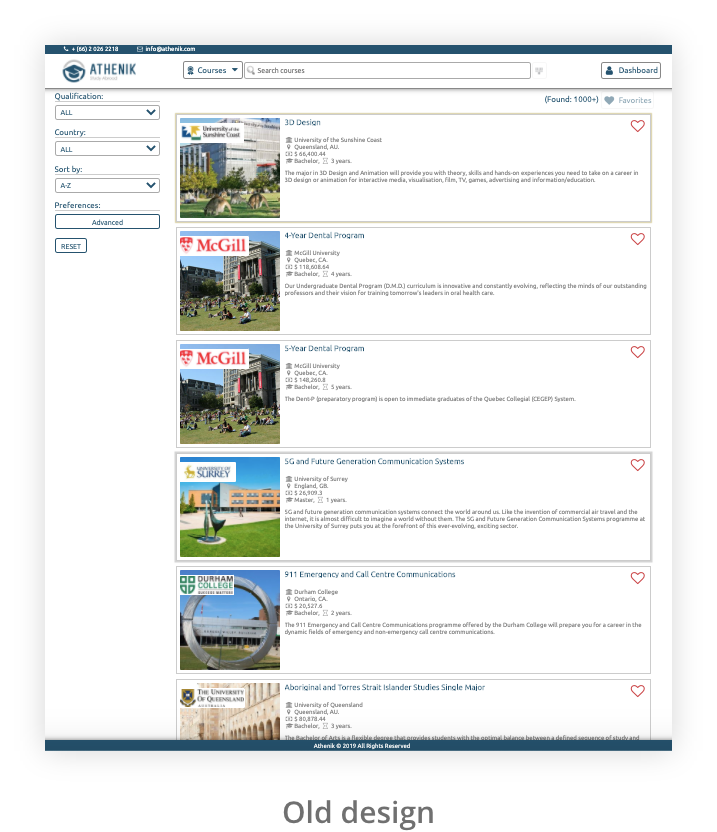 + (66) 2 026 2218 info@athenik.com
ATHENIK
Study Abroad
Courses
Search courses
Dashboard
Qualification:
ALL
Country:
ALL
Sort by:
A-Z
Preferences:
Advanced
RESET
(Found: 1000+) Favorites
University of the
Sunshine Coast
3D Design
University of the Sunshine Coast
Queensland, AU.
$ 66,400.44
Bachelor, 3 years.
The major in 3D Design and Animation will provide you with theory, skills and hands-on experiences you need to take on a career in
3D design or animation for interactive media, visualisation, film, TV, games, advertising and information/education.
McGill
4-Year Dental Program
McGill University
Quebec, CA.
$ 118,608.64
Bachelor, 4 years.
Our Undergraduate Dental Program (D.M.D.) curriculum is innovative and constantly evolving, reflecting the minds of our outstanding
professors and their vision for training tomorrow's leaders in oral health care.
McGill
5-Year Dental Program
McGill University
Quebec, CA.
$ 148,260.8
Bachelor, 5 years.
The Dent-P (preparatory program) is open to immediate graduates of the Quebec Collegial (CEGEP) System.
UNIVERSITY OF
SURREY
5G and Future Generation Communication Systems
University of Surrey
England, GB.
$ 26,909.3
Master, 1 years.
5G and future generation communication systems connect the world around us. Like the invention of commercial air travel and the
internet, it is almost difficult to imagine a world without them. The 5G and Future Generation Communication Systems programme at
the University of Surrey puts you at the forefront of this ever-evolving, exciting sector.
DURHAM
COLLEGE
SUCCESS MATTERS
911 Emergency and Call Centre Communications
Durham College
Ontario, CA.
$ 20,527.6
Bachelor, 2 years.
The 911 Emergency and Call Centre Communications programme offered by the Durham College will prepare you for a career in the
dynamic fields of emergency and non-emergency call centre communications.
THE UNIVERSITY
OF QUEENSLAND
AUSTRALIA
Aboriginal and Torres Strait Islander Studies Single Major
University of Queensland
Queensland, AU.
$ 80,878.44
Bachelor, 3 years.
The Bachelor of Arts is a flexible degree that provides students with the optimal balance between a defined sequence of study and
Athenik © 2019 All Rights Reserved
Old design